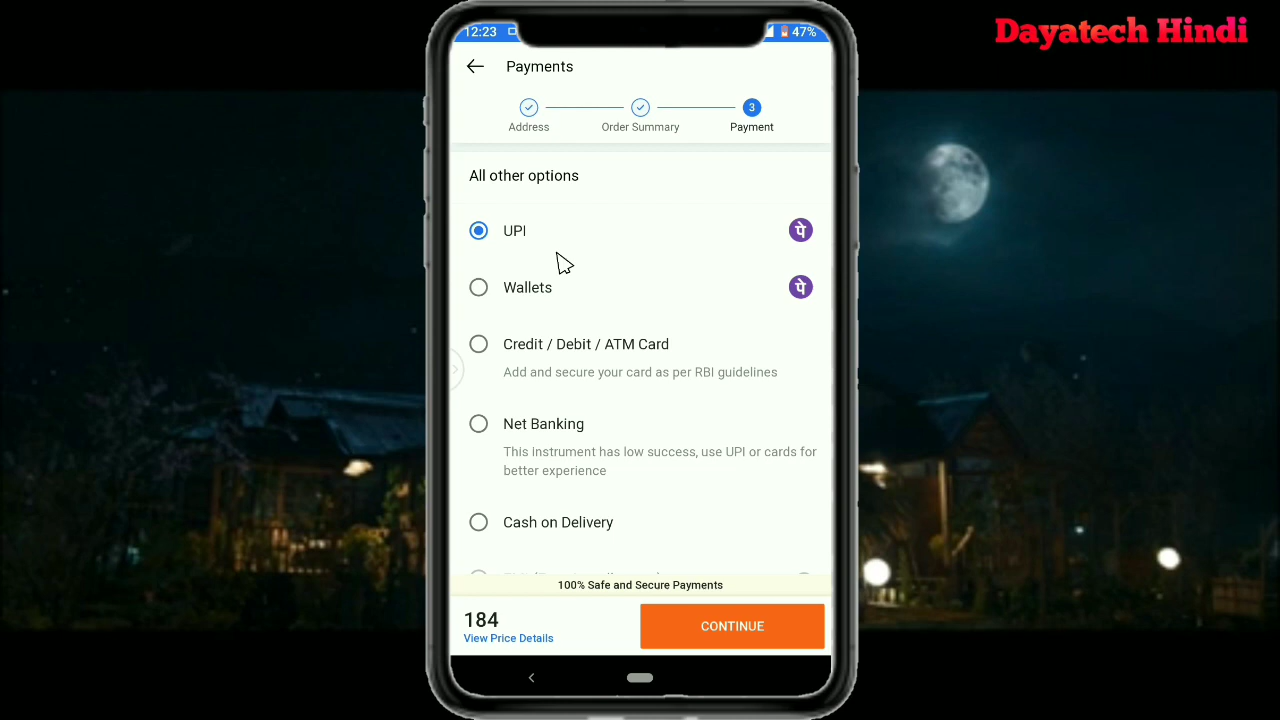 Dayatech Hindi
12:23
47%
Payments
3
Address
Order Summary
Payment
All other options
UPI
पे
Wallets
पे
Credit / Debit / ATM Card
Add and secure your card as per RBI guidelines
Net Banking
This Instrument has low success, use UPI or cards for
better experience
Cash on Delivery
100% Safe and Secure Payments
184
CONTINUE
View Price Details